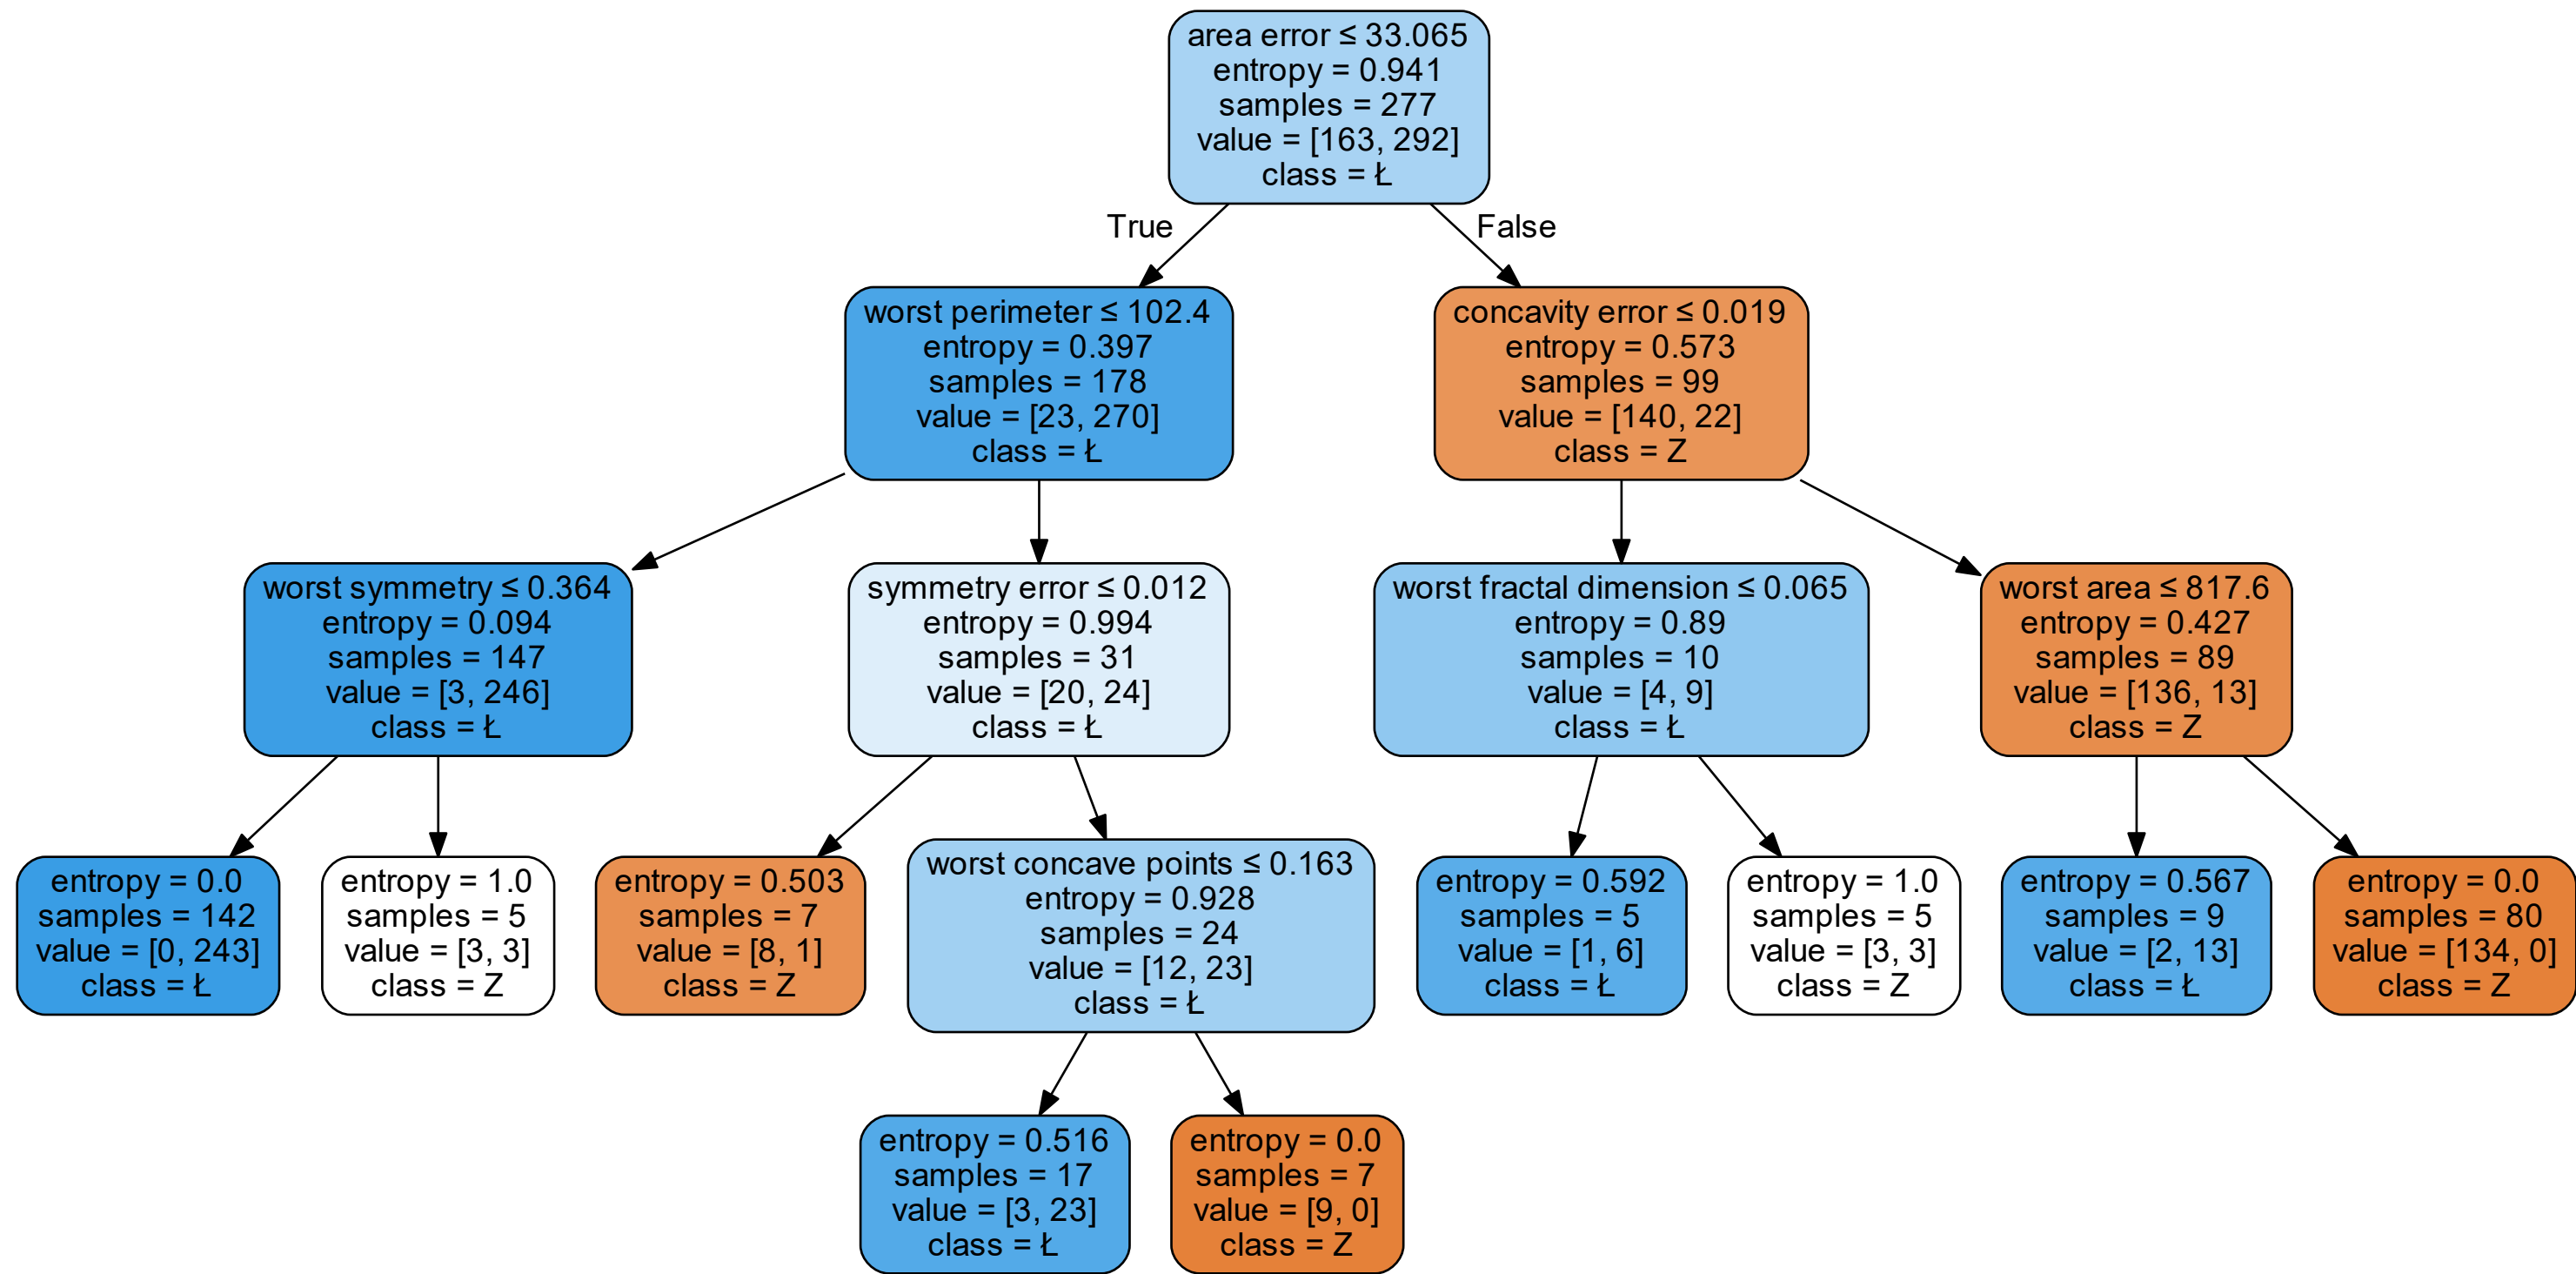 area error ≤ 33.065
entropy = 0.941
samples = 277
value = [163, 292]
class = Ł
True
False
worst perimeter ≤ 102.4
entropy = 0.397
samples = 178
value = [23, 270]
class = Ł
concavity error ≤ 0.019
entropy = 0.573
samples = 99
value = [140, 22]
class = Z
worst symmetry ≤ 0.364
entropy = 0.094
samples = 147
value = [3, 246]
class = Ł
symmetry error ≤ 0.012
entropy = 0.994
samples = 31
value = [20, 24]
class = Ł
worst fractal dimension ≤ 0.065
entropy = 0.89
samples = 10
value = [4, 9]
class = Ł
worst area ≤ 817.6
entropy = 0.427
samples = 89
value = [136, 13]
class = Z
entropy = 0.0
samples = 142
value = [0, 243]
class = Ł
entropy = 1.0
samples = 5
value = [3, 3]
class = Z
entropy = 0.503
samples = 7
value = [8, 1]
class = Z
worst concave points ≤ 0.163
entropy = 0.928
samples = 24
value = [12, 23]
class = Ł
entropy = 0.592
samples = 5
value = [1, 6]
class = Ł
entropy = 1.0
samples = 5
value = [3, 3]
class = Z
entropy = 0.567
samples = 9
value = [2, 13]
class = Ł
entropy = 0.0
samples = 80
value = [134, 0]
class = Z
entropy = 0.516
samples = 17
value = [3, 23]
class = Ł
entropy = 0.0
samples = 7
value = [9, 0]
class = Z